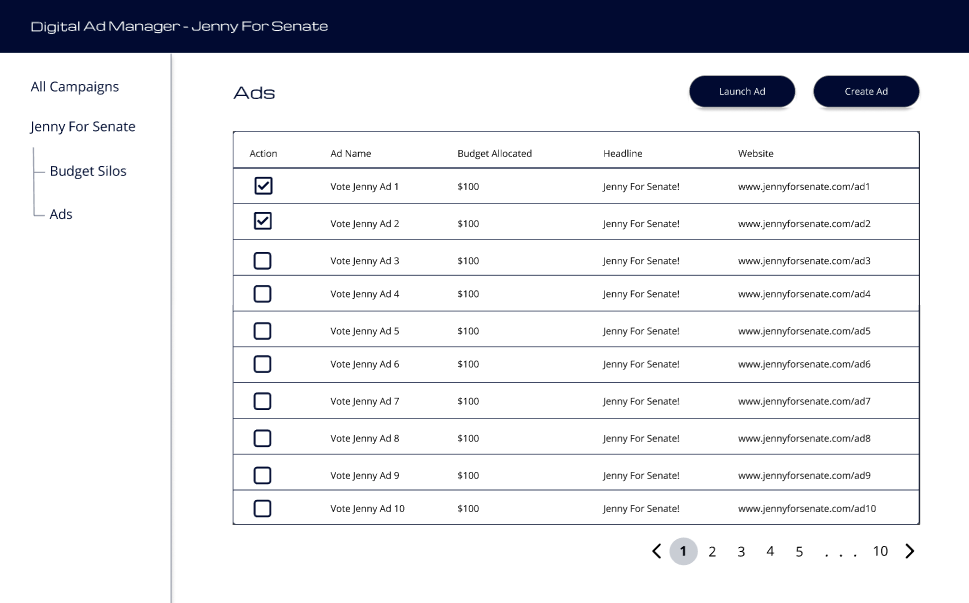 Digital Ad Manager - Jenny For Senate
All Campaigns
Jenny For Senate
Budget Silos
Ads
Ads
Launch Ad
Create Ad
Action Ad Name Budget Allocated Headline Website
Vote Jenny Ad 1 $100 Jenny For Senate! www.jennyforsenate.com/ad1
Vote Jenny Ad 2 $100 Jenny For Senate! www.jennyforsenate.com/ad2
Vote Jenny Ad 3 $100 Jenny For Senate! www.jennyforsenate.com/ad3
Vote Jenny Ad 4 $100 Jenny For Senate! www.jennyforsenate.com/ad4
Vote Jenny Ad 5 $100 Jenny For Senate! www.jennyforsenate.com/ad5
Vote Jenny Ad 6 $100 Jenny For Senate! www.jennyforsenate.com/ad6
Vote Jenny Ad 7 $100 Jenny For Senate! www.jennyforsenate.com/ad7
Vote Jenny Ad 8 $100 Jenny For Senate! www.jennyforsenate.com/ad8
Vote Jenny Ad 9 $100 Jenny For Senate! www.jennyforsenate.com/ad9
Vote Jenny Ad 10 $100 Jenny For Senate! www.jennyforsenate.com/ad10
1 2 3 4 5 . . . 10